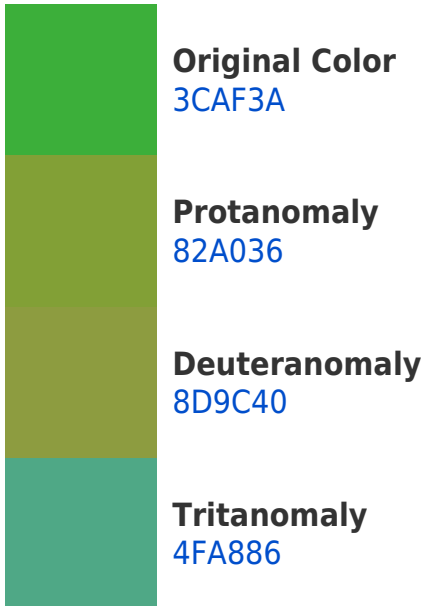 Original Color
3CAF3A
Protanomaly
82A036
Deuteranomaly
8D9C40
Tritanomaly
4FA886